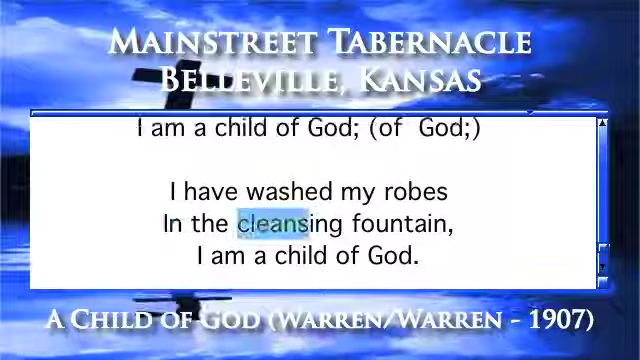 MAINSTREET TABERNACLE
BELLEVILLE, KANSAS
I am a child of God; (of God;)
I have washed my robes
In the cleansing fountain,
I am a child of God.
A CHILD OF GOD (WARREN/WARREN - 1907)